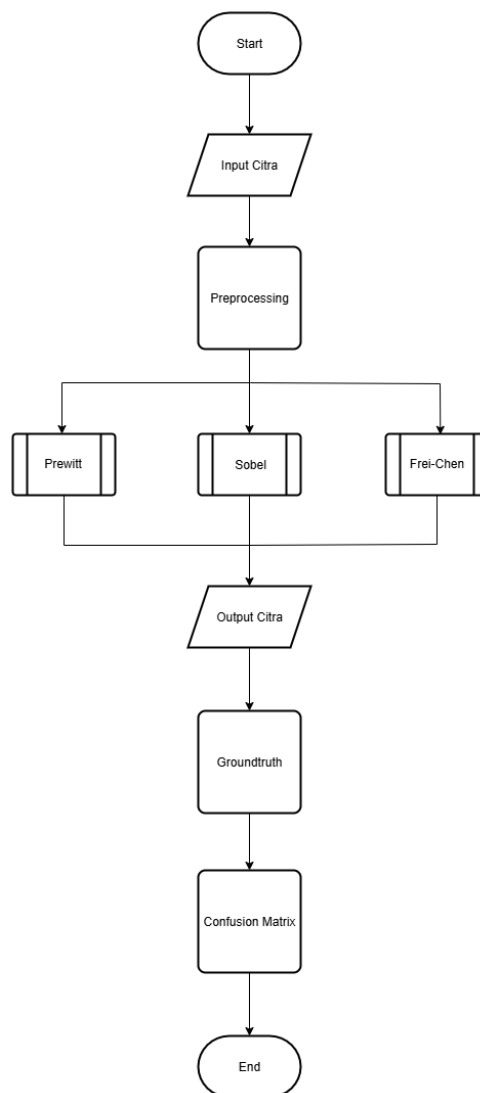 Start
Input Citra
Preprocessing
Prewitt
Sobel
Frei-Chen
Output Citra
Groundtruth
Confusion Matrix
End